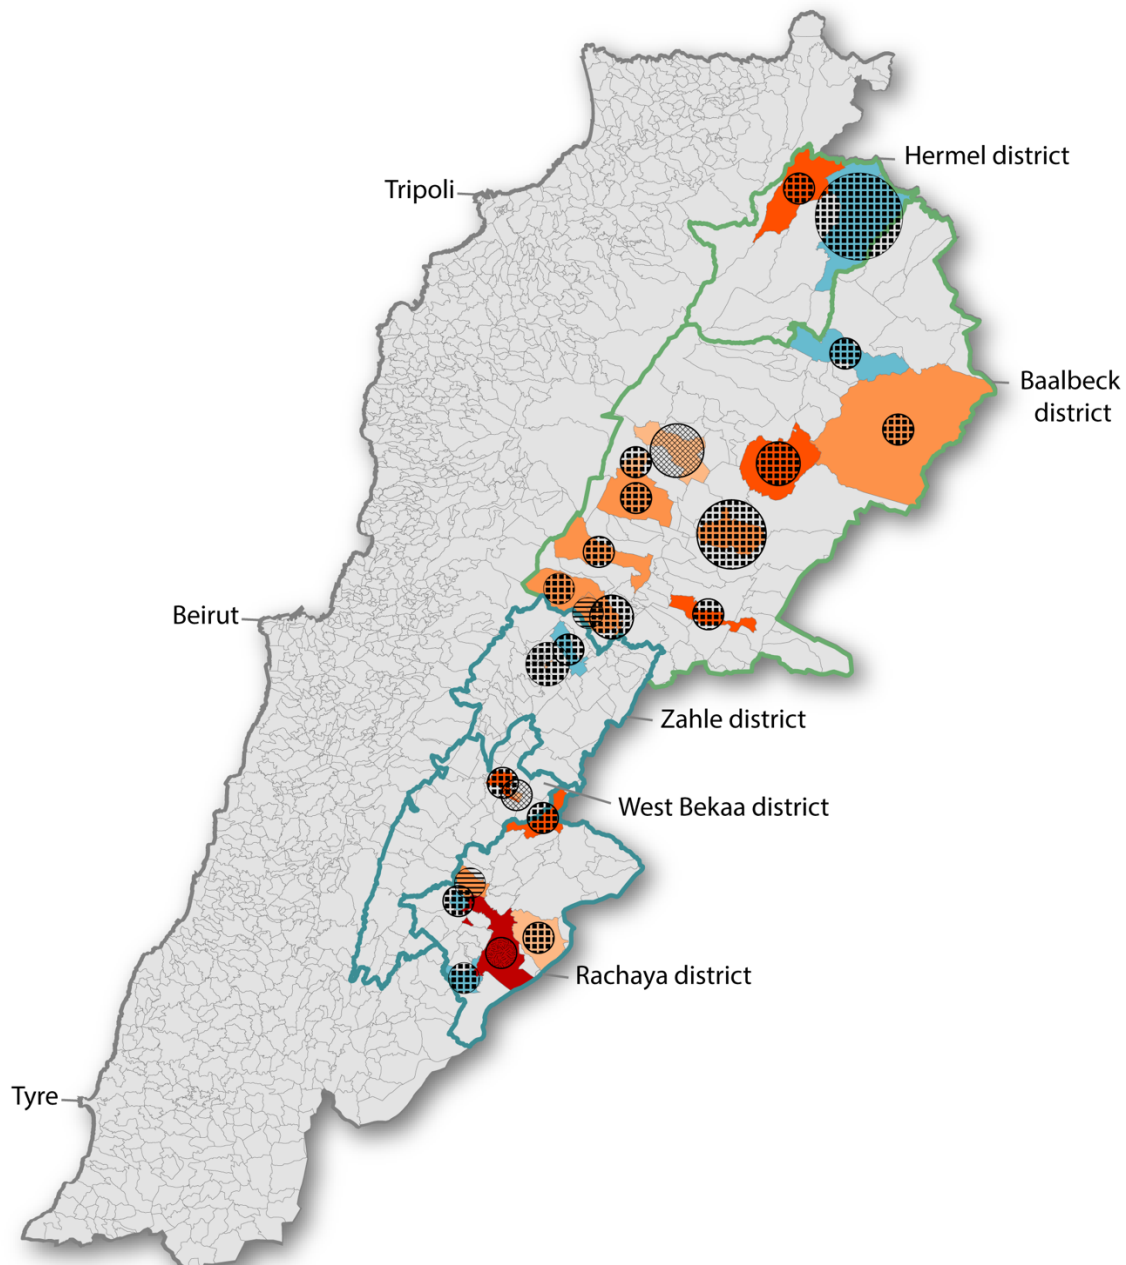 Hermel district
Tripoli
Baalbeck
district
Beirut
Zahle district
West Bekaa district
Rachaya district
Tyre